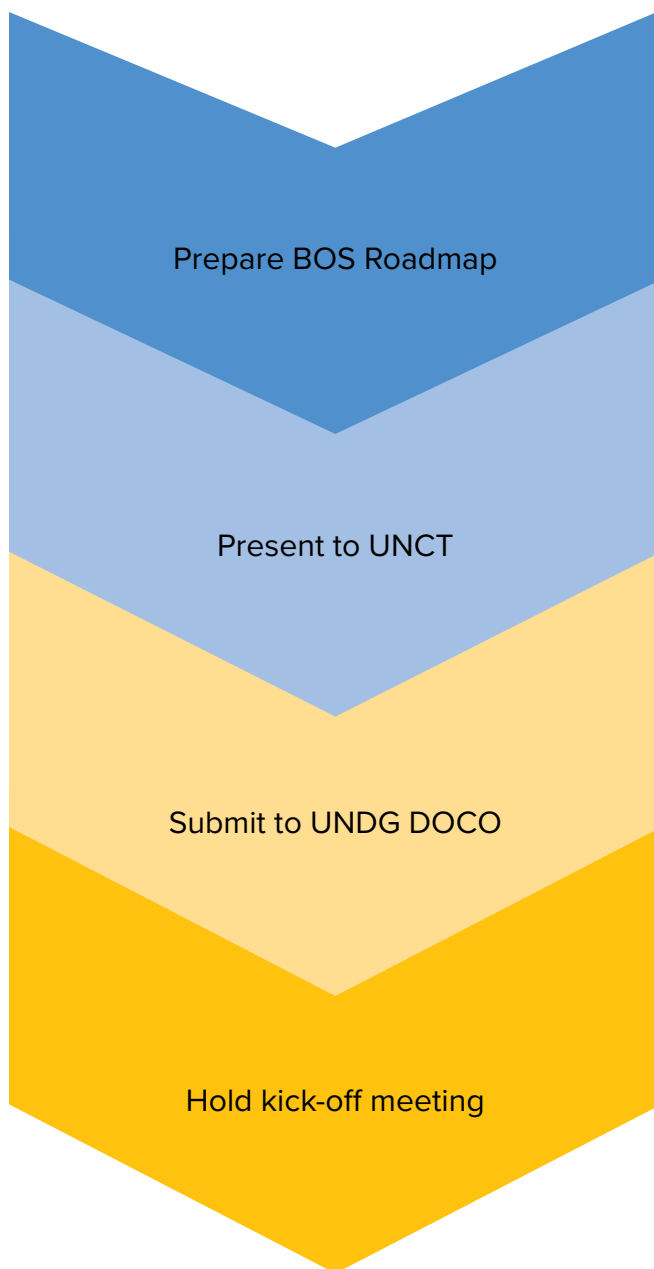 Prepare BOS Roadmap
Present to UNCT
Submit to UNDG DOCO
Hold kick-off meeting